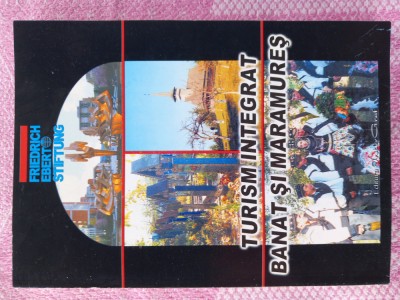 FRIEDRICH
EBERT
STIFTUNG
TURISM INTEGRAT
BANAT ŞI MARAMUREŞ